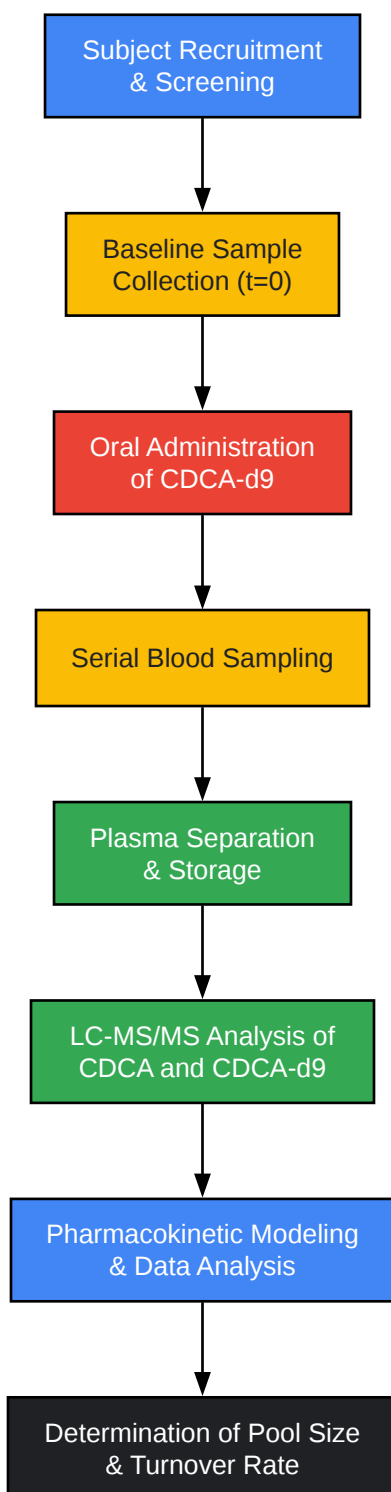 Subject Recruitment
& Screening
Baseline Sample
Collection (t=0)
Oral Administration
of CDCA-d9
Serial Blood Sampling
Plasma Separation
& Storage
LC-MS/MS Analysis of
CDCA and CDCA-d9
Pharmacokinetic Modeling
& Data Analysis
Determination of Pool Size
& Turnover Rate